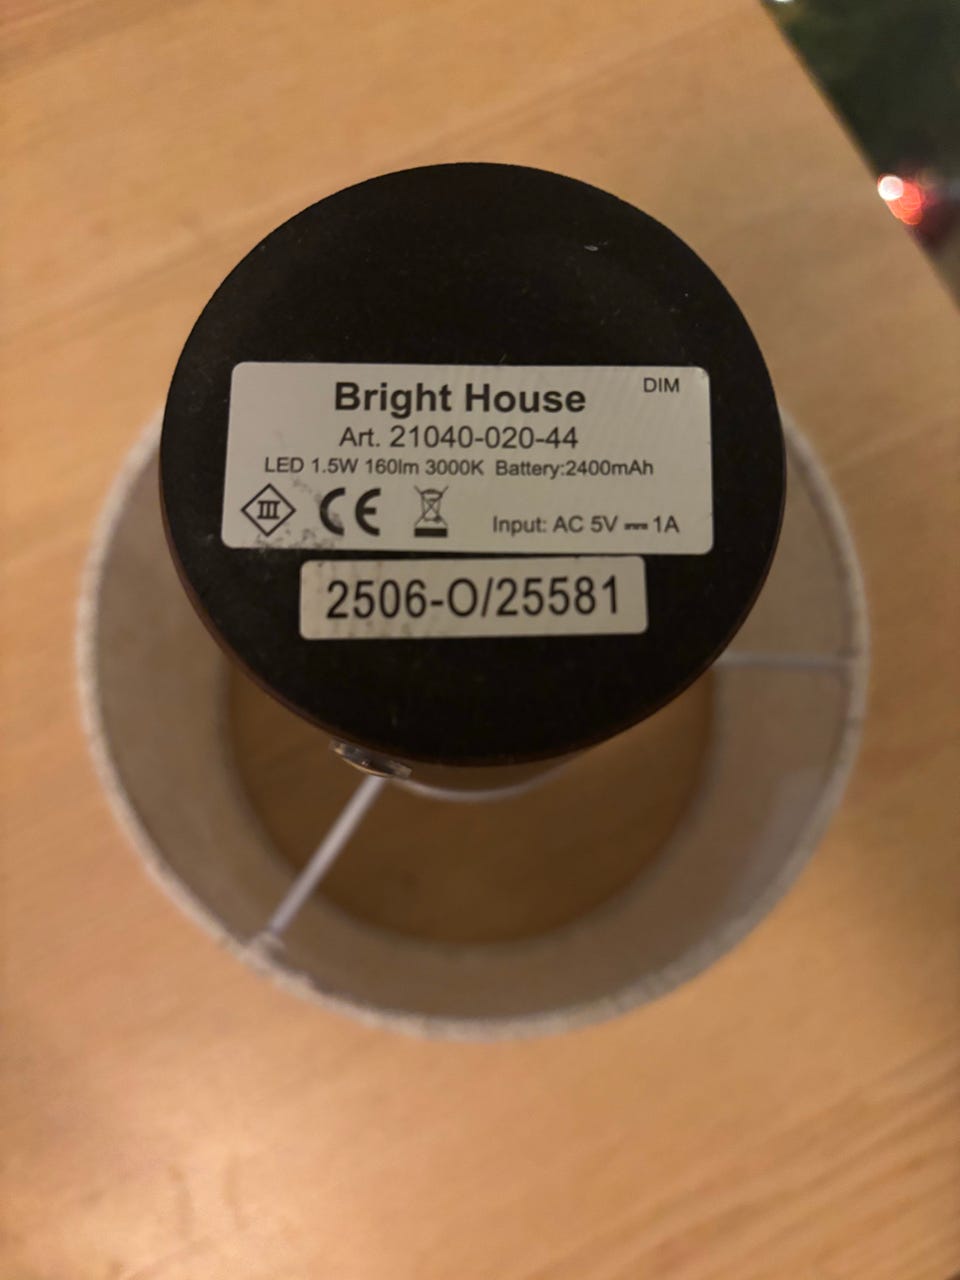 Bright House
DIM
Art. 21040-020-44
LED 1.5W 160lm 3000K Battery:2400mAh
III CE
Input: AC 5V ⎓ 1A
2506-O/25581